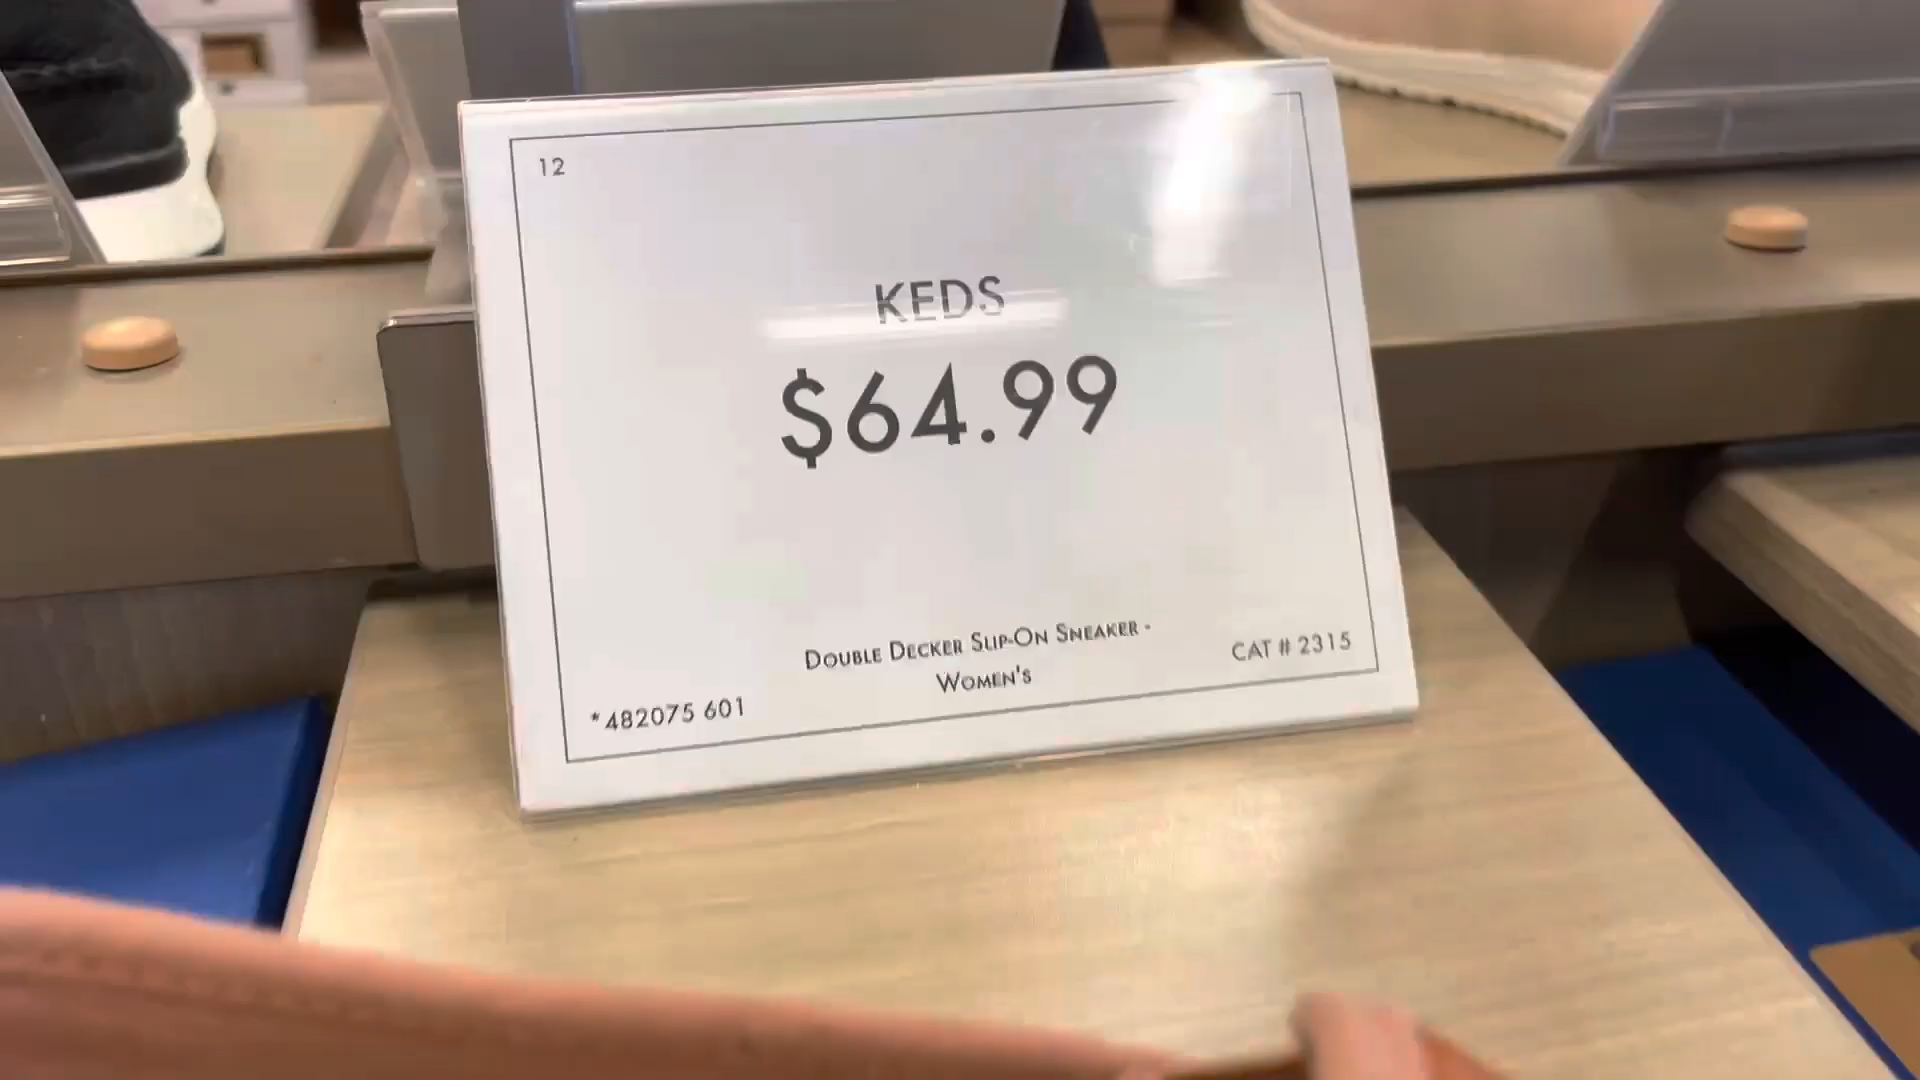 12
KEDS
$64.99
DOUBLE DECKER SLIP-ON SNEAKER -
WOMEN'S
CAT # 2315
*482075 601